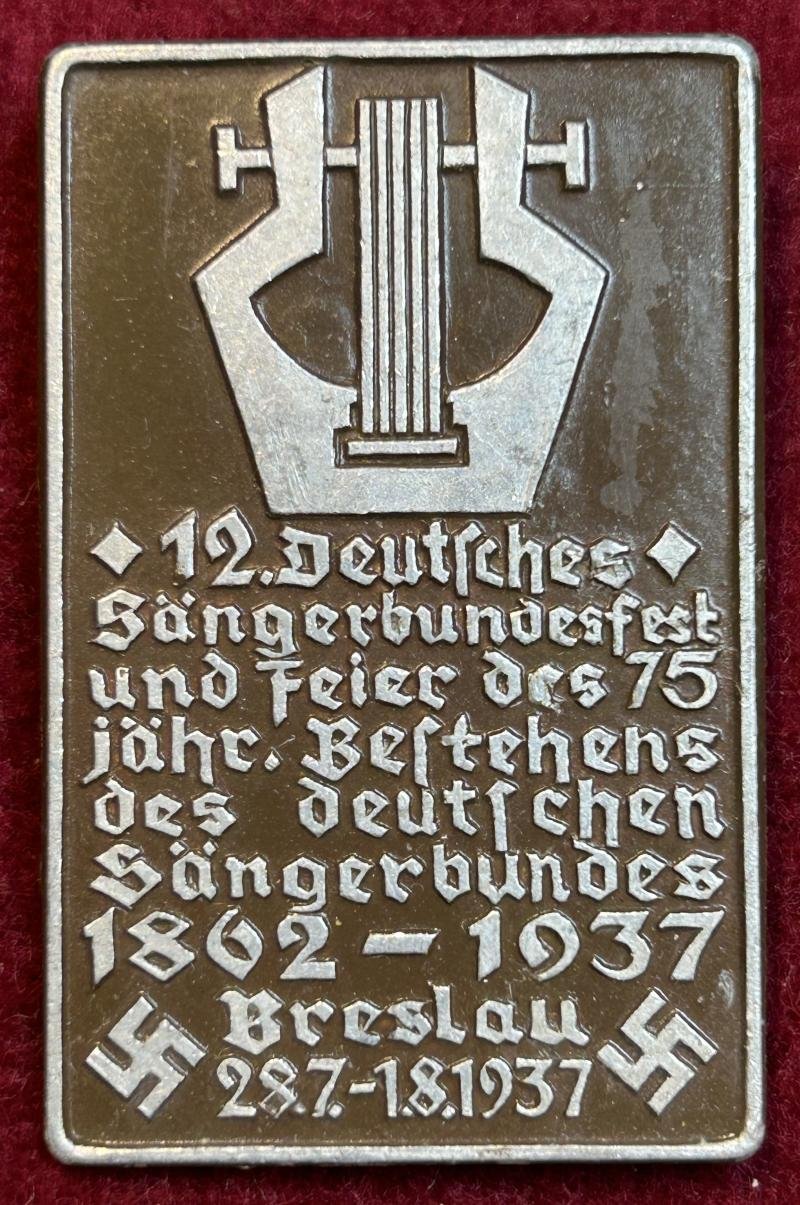 12. Deutſches
Sängerbundesfest
und Feier des 75
jähr. Beſtehens
des deutſchen
Sängerbundes
1862 – 1937
Breslau
28.7.-1.8.1937